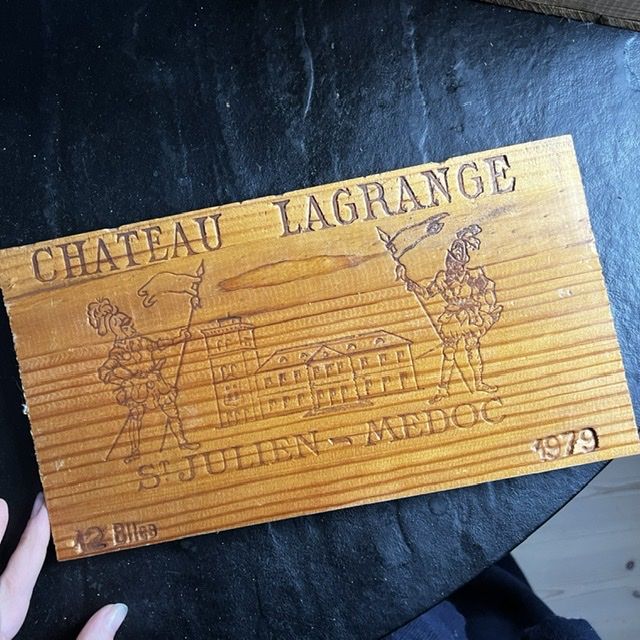 CHATEAU LAGRANGE
ST JULIEN - MEDOC
1979
12 Blles